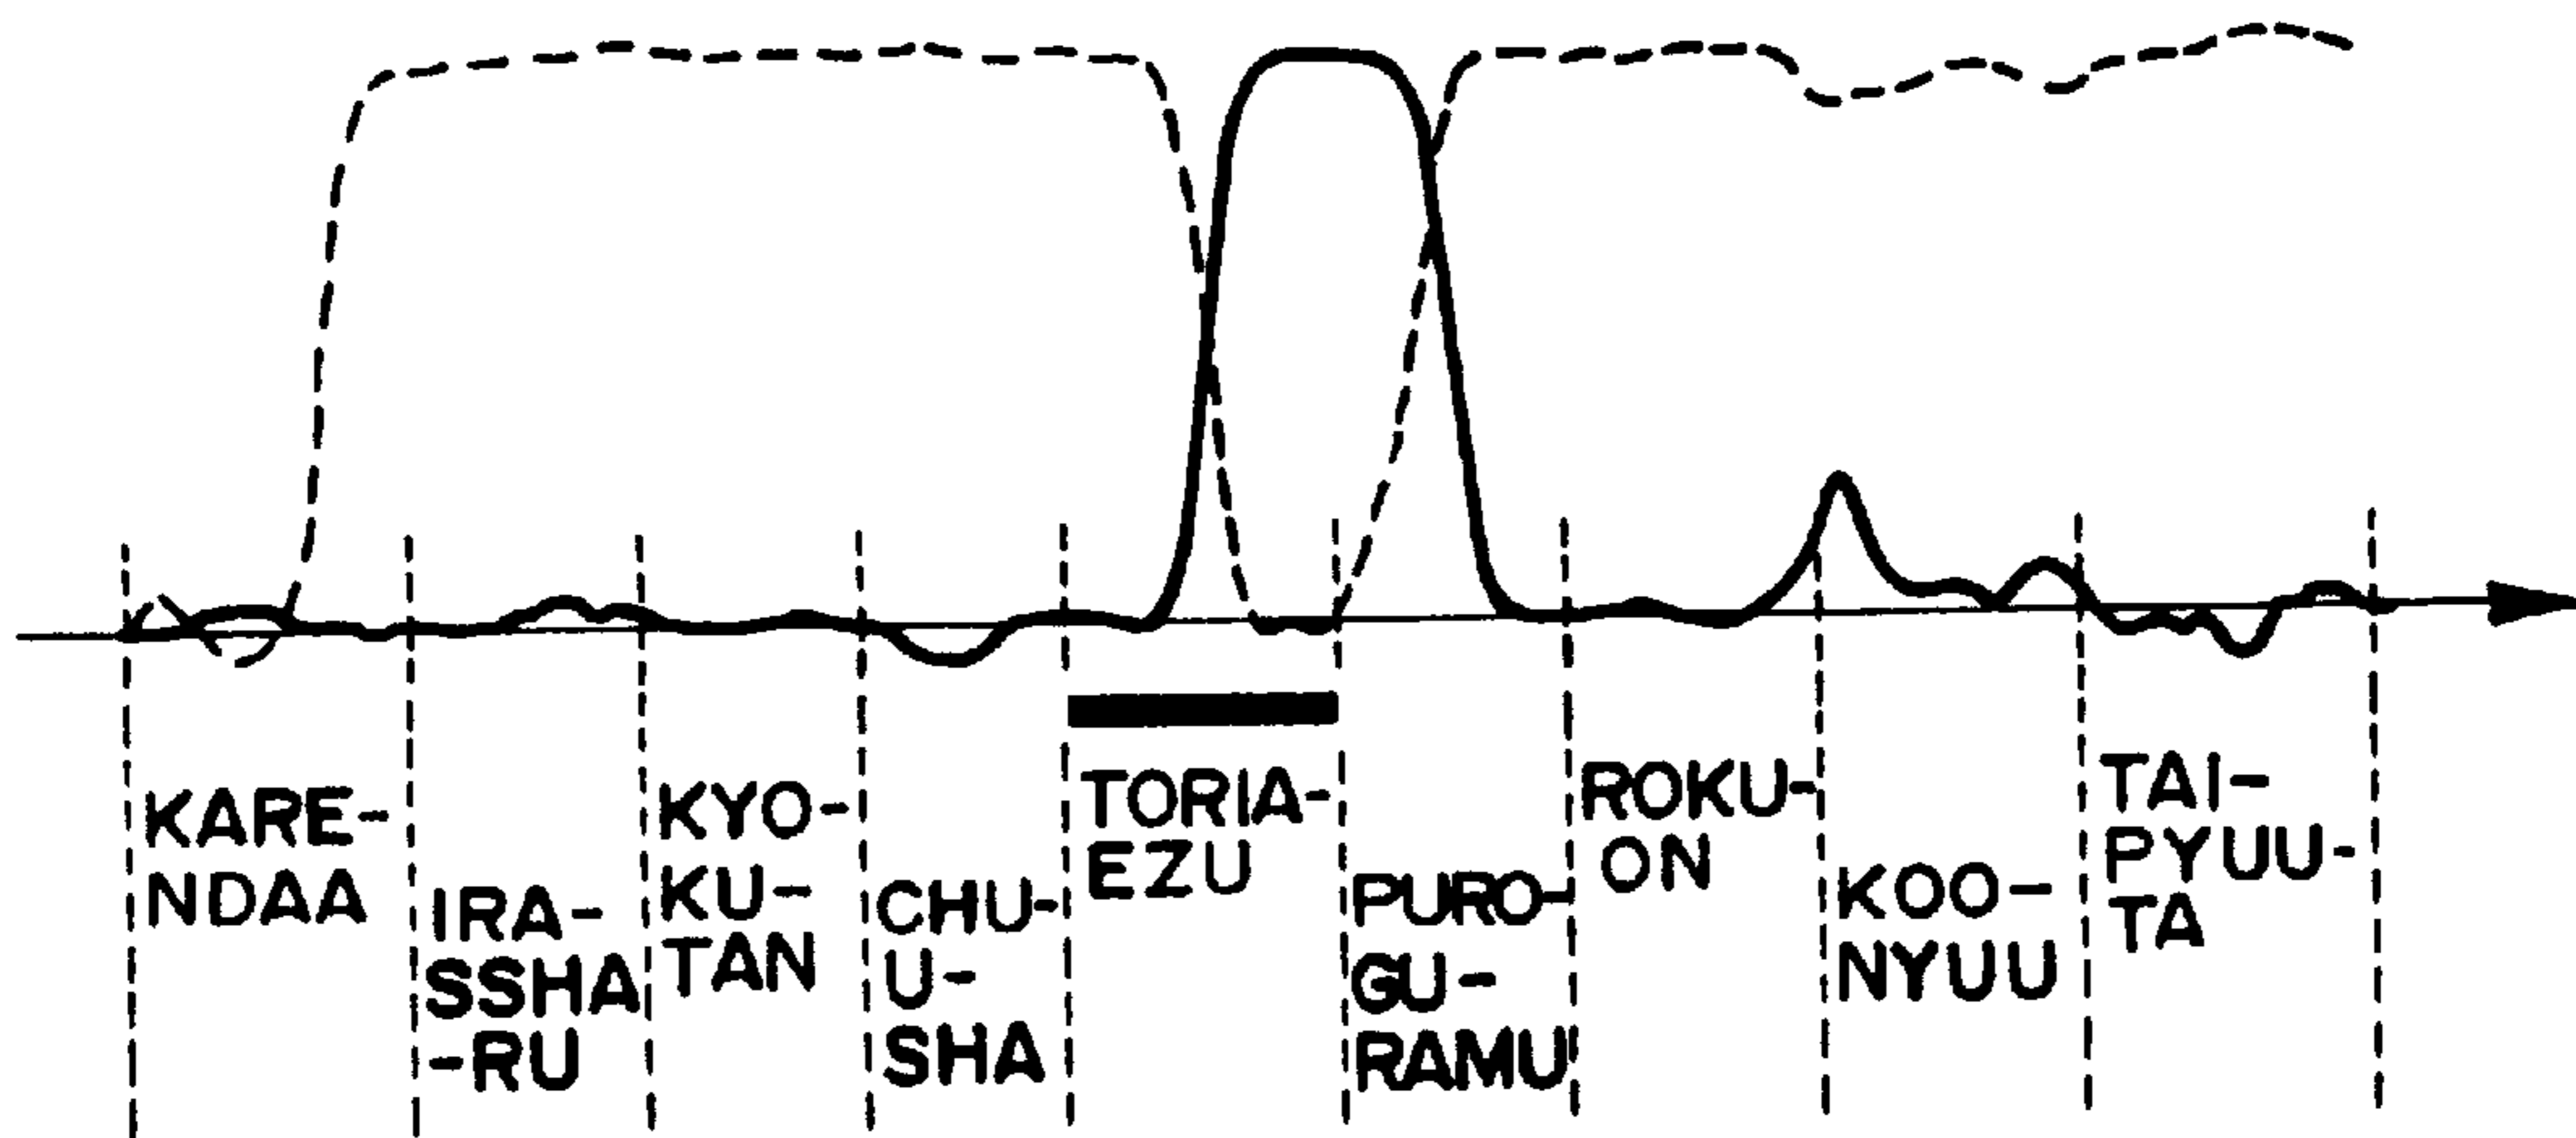 KARE-
NDAA
IRA-
SSHA
-RU
KYO-
KU-
TAN
CHU-
U-
SHA
TORIA-
EZU
PURO-
GU-
RAMU
ROKU-
ON
KOO-
NYUU
TAI-
PYUU-
TA